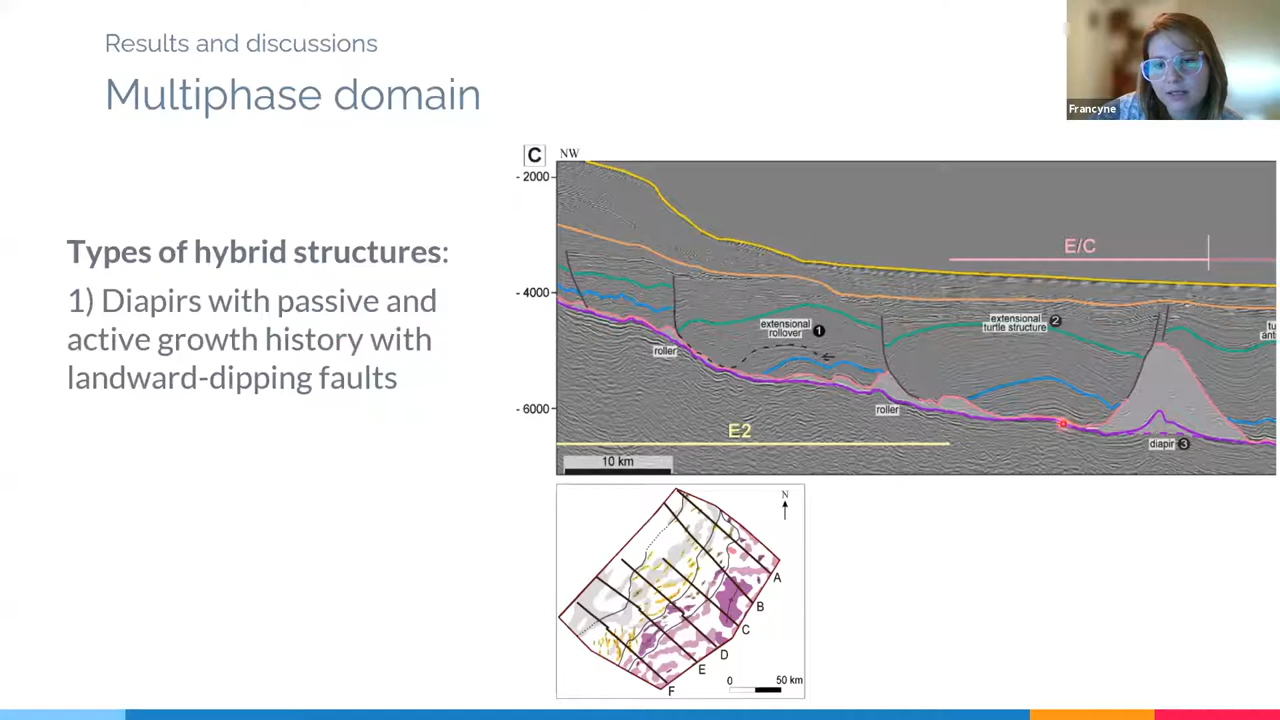 Results and discussions
Multiphase domain
Francyne
Types of hybrid structures:
1) Diapirs with passive and
active growth history with
landward-dipping faults
C NW
- 2000
- 4000
- 6000
E/C
extensional
rollover 1
extensional
turtle structure 2
roller
roller
diapir 3
E2
10 km
N
A
B
C
D
E
F
0 50 km